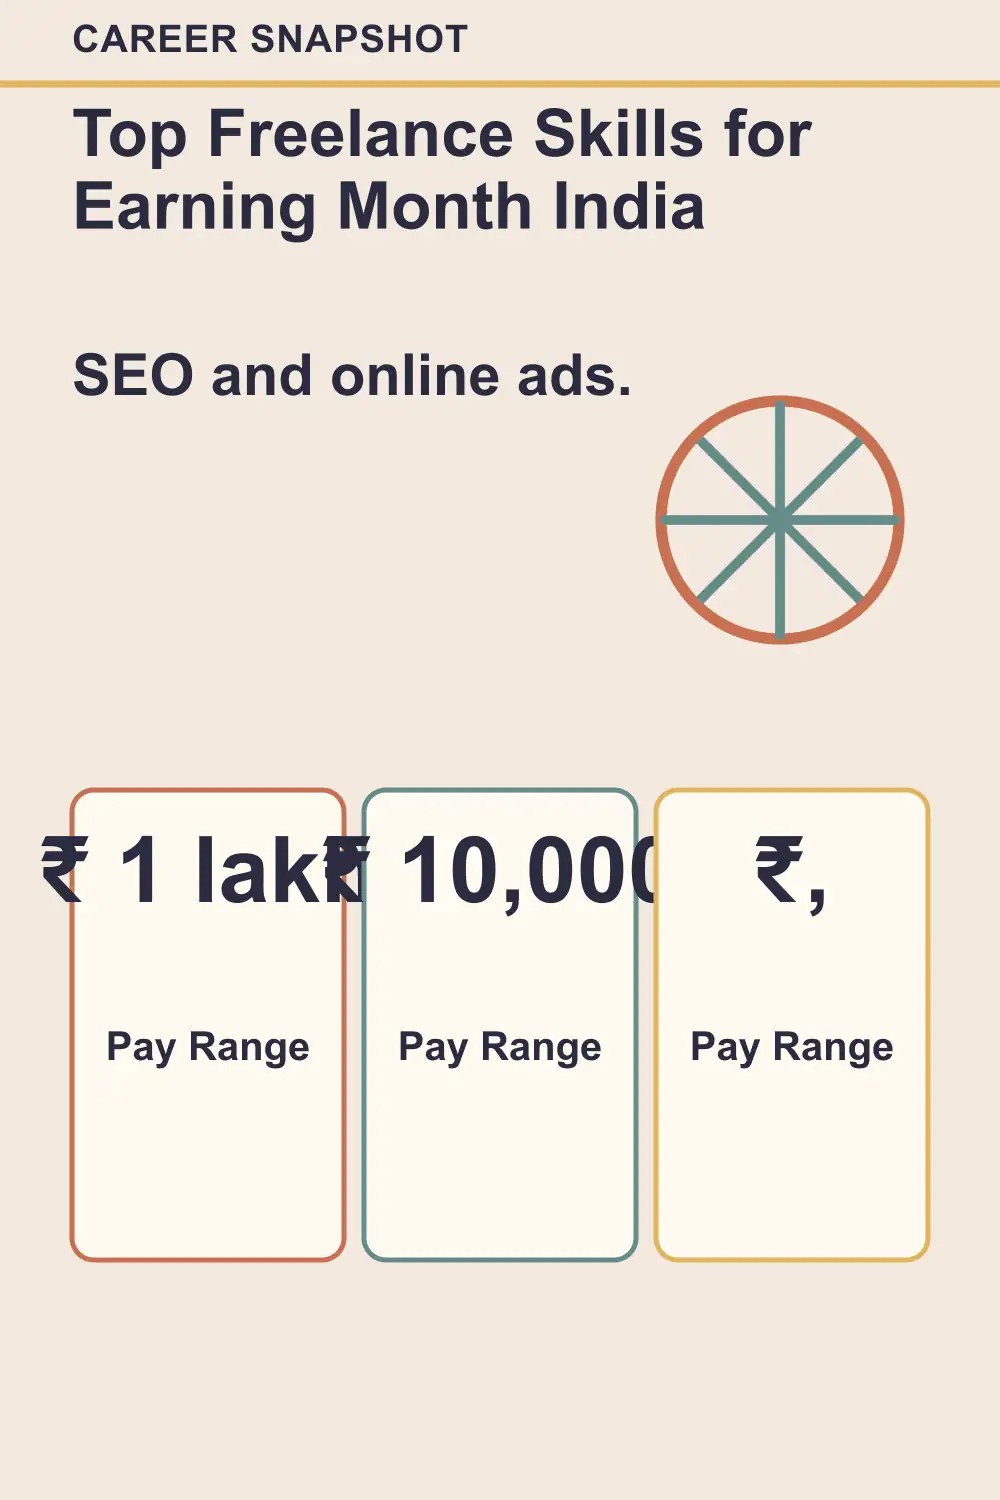 CAREER SNAPSHOT
Top Freelance Skills for
Earning Month India
SEO and online ads.
₹ 1 lakh
₹ 10,000
₹,
Pay Range
Pay Range
Pay Range